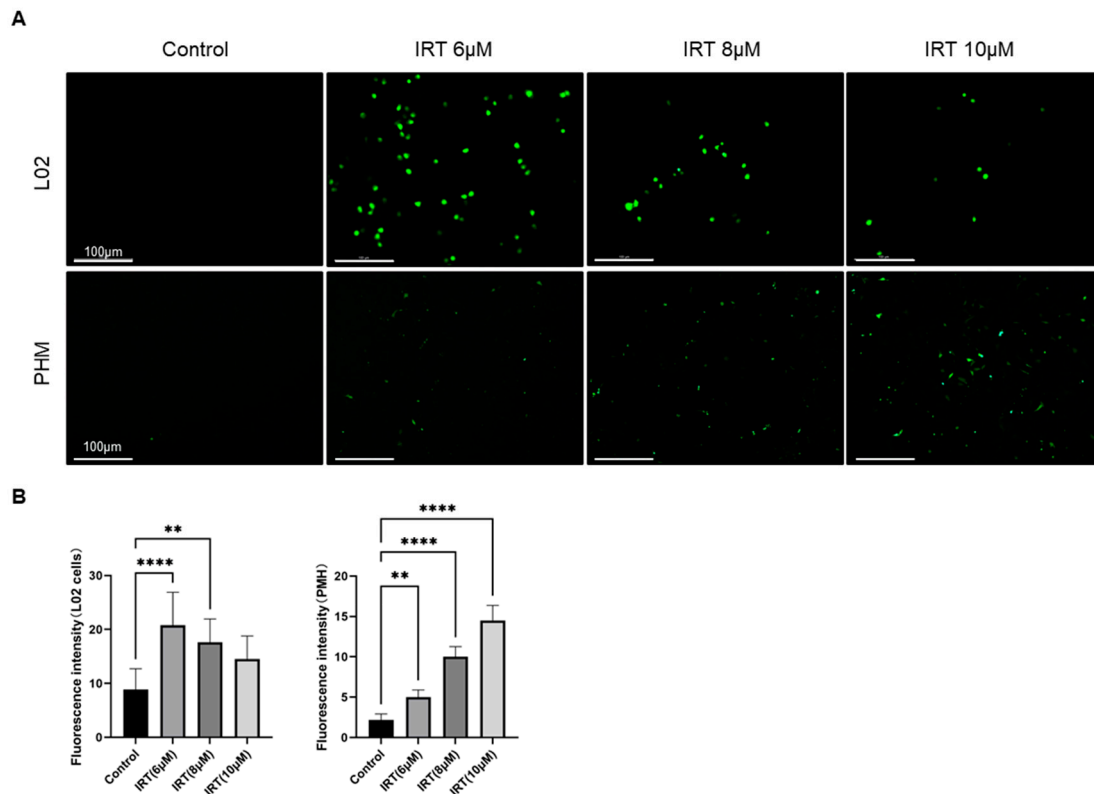 A
Control IRT 6μM IRT 8μM IRT 10μM
L02
100μm
PHM
100μm
B
Fluorescence intensity (L02 cells)
30
20
10
0
**
****
Control IRT(6μM) IRT(8μM) IRT(10μM)
Fluorescence intensity (PMH)
20
15
10
5
0
****
****
**
Control IRT(6μM) IRT(8μM) IRT(10μM)